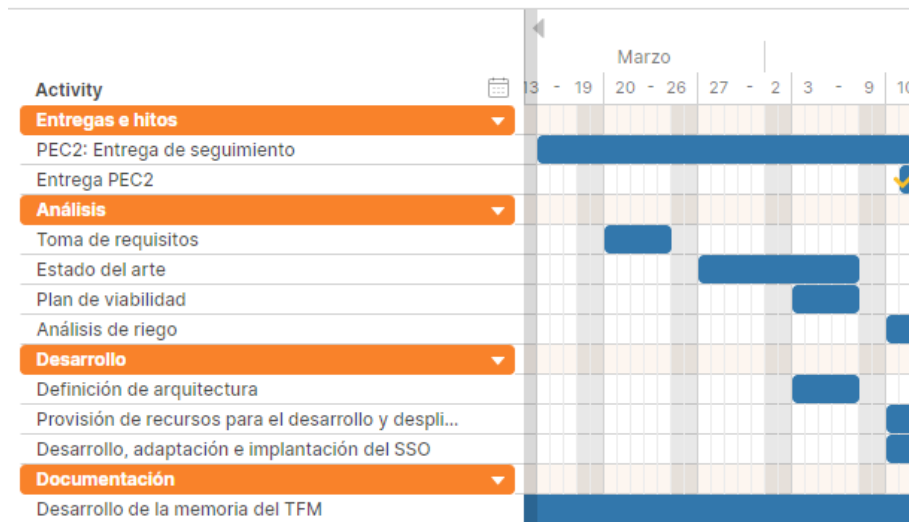 Marzo
Activity 13 - 19 20 - 26 27 - 2 3 - 9 10
Entregas e hitos
PEC2: Entrega de seguimiento
Entrega PEC2
Análisis
Toma de requisitos
Estado del arte
Plan de viabilidad
Análisis de riego
Desarrollo
Definición de arquitectura
Provisión de recursos para el desarrollo y despli...
Desarrollo, adaptación e implantación del SSO
Documentación
Desarrollo de la memoria del TFM